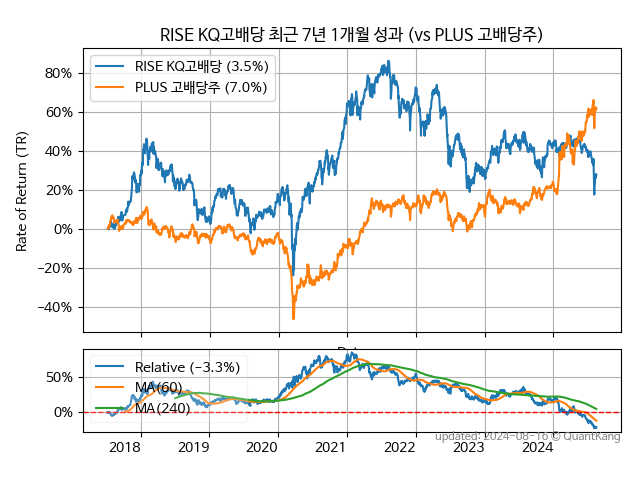 RISE KQ고배당 최근 7년 1개월 성과 (vs PLUS 고배당주)
RISE KQ고배당 (3.5%)
PLUS 고배당주 (7.0%)
Rate of Return (TR)
80%
60%
40%
20%
0%
−20%
−40%
Relative (−3.3%)
MA(60)
MA(240)
50%
0%
2018 2019 2020 2021 2022 2023 2024
updated: 2024-08-16 © QuantKang